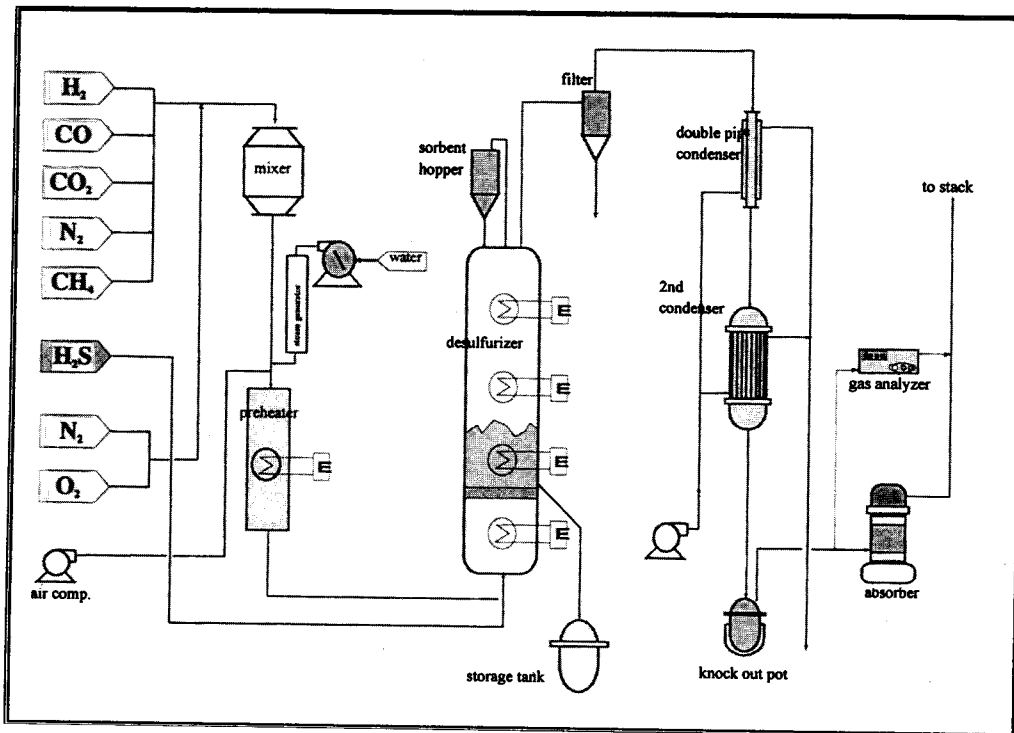 H₂
CO
CO₂
N₂
CH₄
H₂S
N₂
O₂
air comp.
mixer
steam generator
water
preheater
E
sorbent
hopper
desulfurizer
E
E
E
E
storage tank
filter
double pipe
condenser
2nd
condenser
knock out pot
to stack
gas analyzer
absorber